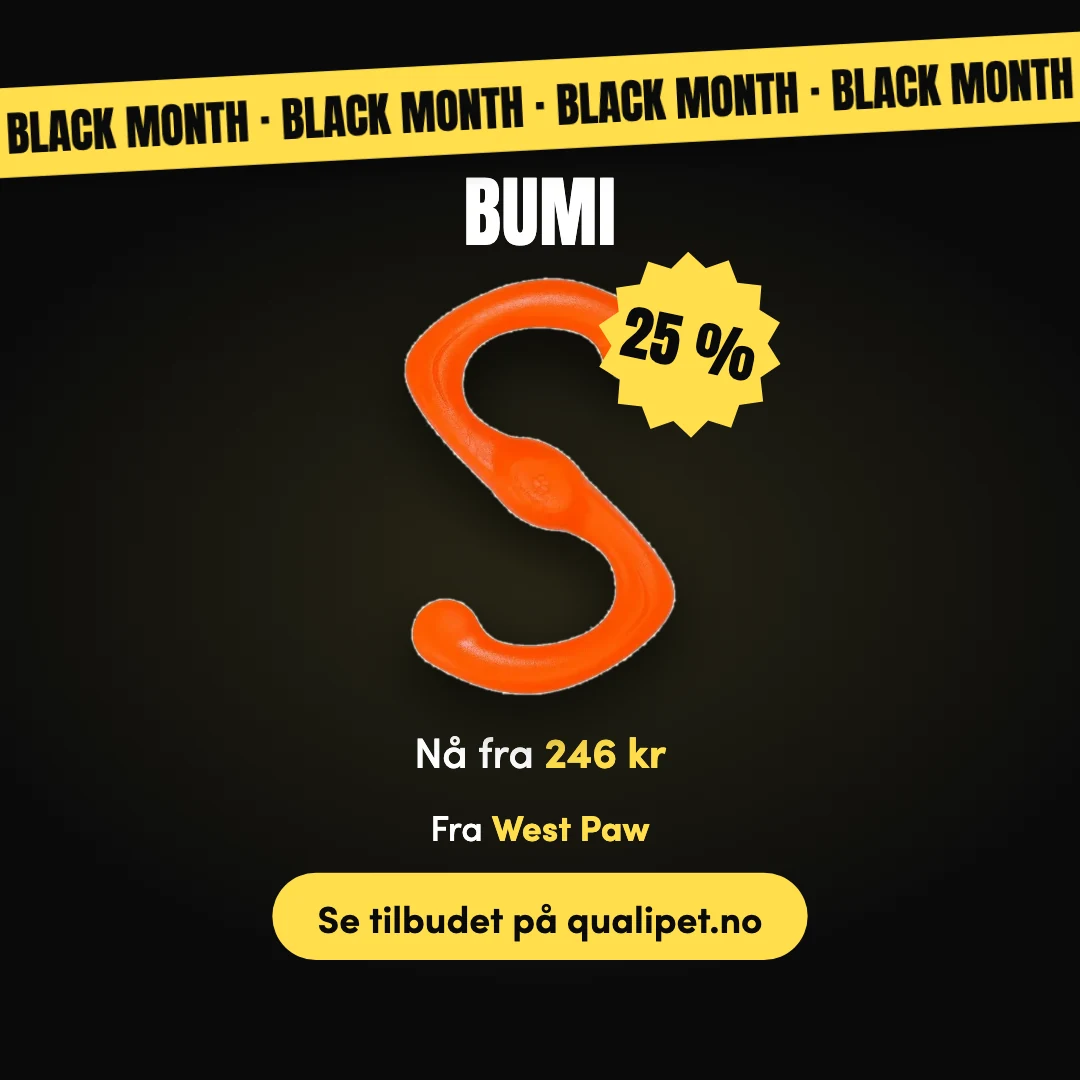 BLACK MONTH · BLACK MONTH · BLACK MONTH · BLACK MONTH
BUMI
25 %
Nå fra 246 kr
Fra West Paw
Se tilbudet på qualipet.no